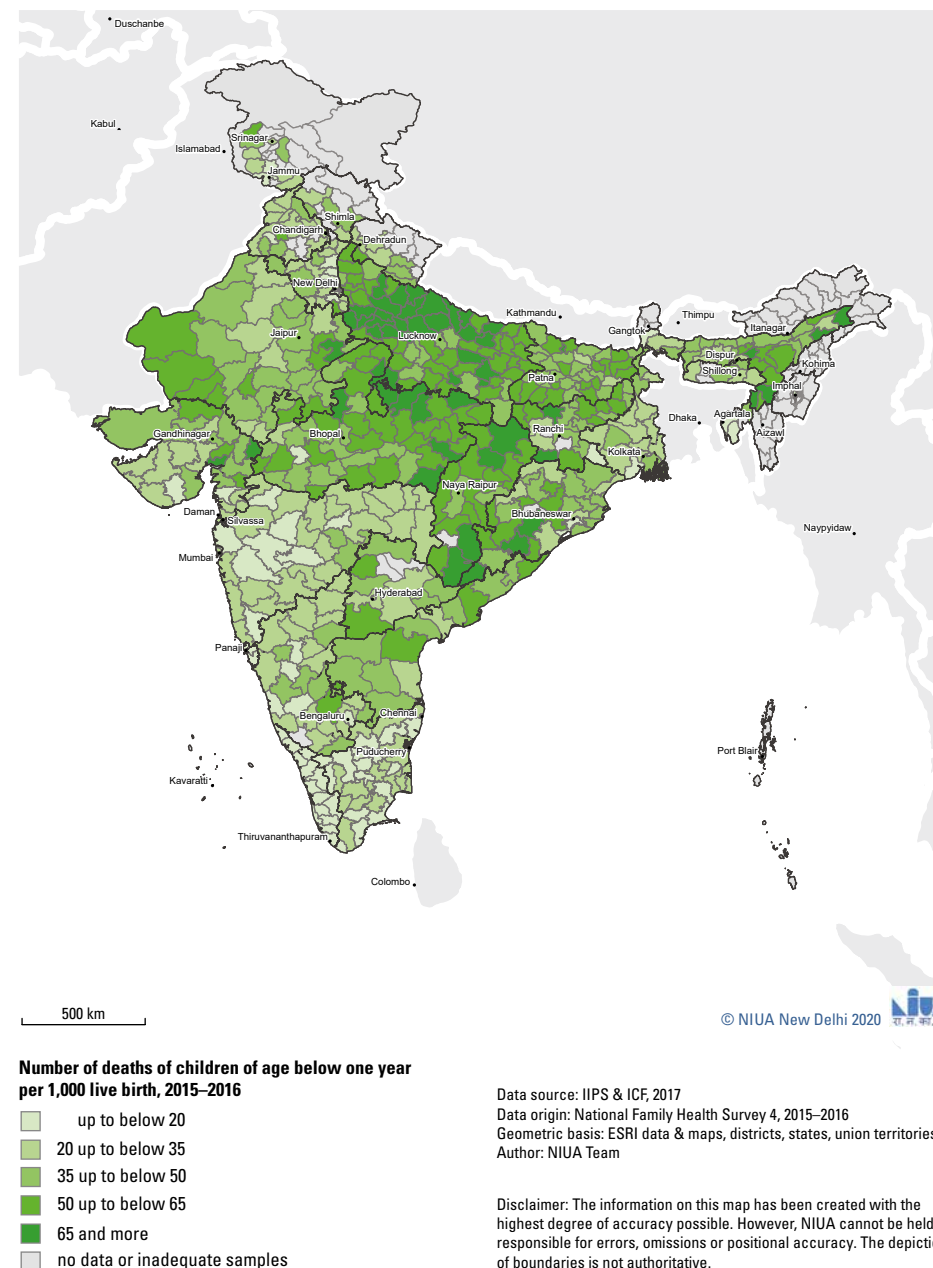 Duschanbe
Kabul
Srinagar
Islamabad
Jammu
Shimla
Chandigarh
Dehradun
New Delhi
Kathmandu
Thimpu
Gangtok
Itanagar
Jaipur
Lucknow
Dispur
Kohima
Shillong
Patna
Imphal
Dhaka
Agartala
Gandhinagar
Bhopal
Ranchi
Aizawl
Kolkata
Naya Raipur
Daman
Silvassa
Bhubaneswar
Naypyidaw
Mumbai
Hyderabad
Panaji
Bengaluru
Chennai
Puducherry
Port Blair
Kavaratti
Thiruvananthapuram
Colombo
500 km
© NIUA New Delhi 2020
Number of deaths of children of age below one year
per 1,000 live birth, 2015–2016
up to below 20
20 up to below 35
35 up to below 50
50 up to below 65
65 and more
no data or inadequate samples
Data source: IIPS & ICF, 2017
Data origin: National Family Health Survey 4, 2015–2016
Geometric basis: ESRI data & maps, districts, states, union territories
Author: NIUA Team
Disclaimer: The information on this map has been created with the
highest degree of accuracy possible. However, NIUA cannot be held
responsible for errors, omissions or positional accuracy. The depicti
of boundaries is not authoritative.